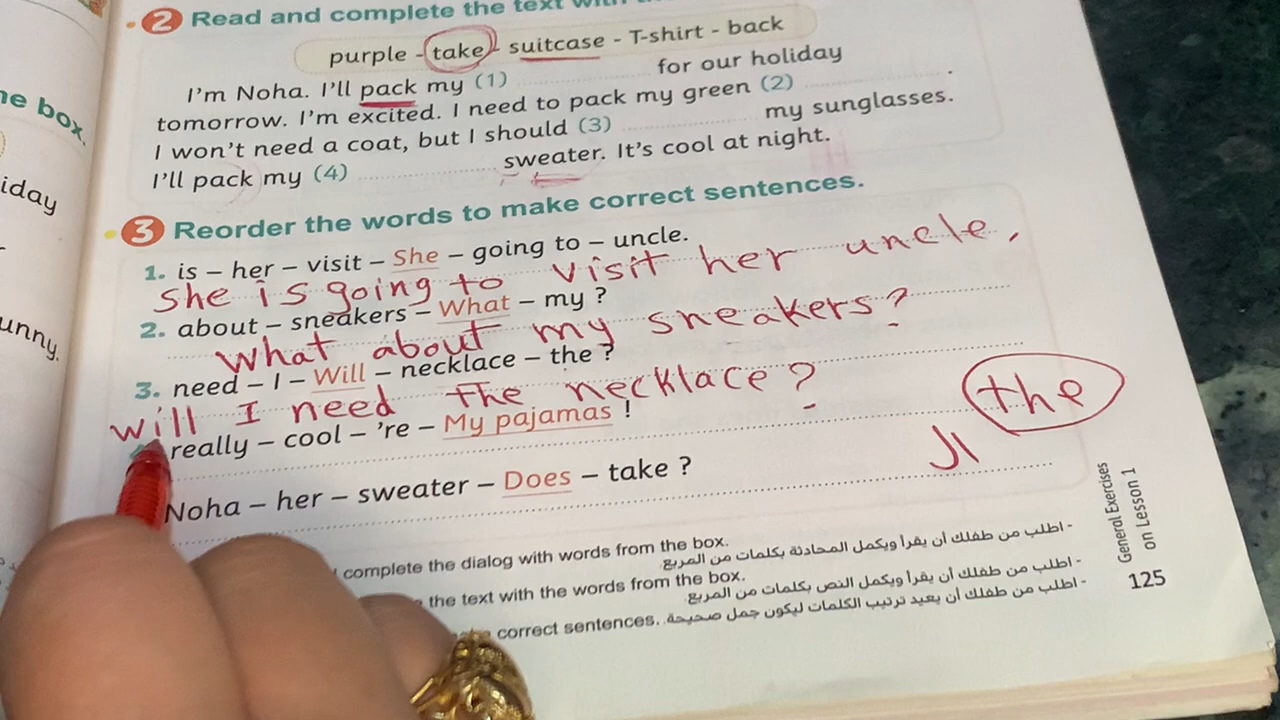 he box.
iday
unny.
2 Read and complete the text with
purple - take - suitcase - T-shirt - back
I'm Noha. I'll pack my (1) for our holiday
tomorrow. I'm excited. I need to pack my green (2) .
I won't need a coat, but I should (3) my sunglasses.
I'll pack my (4) sweater. It's cool at night.
3 Reorder the words to make correct sentences.
1. is – her – visit – She – going to – uncle.
She is going to visit her uncle.
2. about – sneakers – What – my ?
What about my sneakers?
3. need – I – Will – necklace – the ?
will I need the necklace?
the
really – cool – 're – My pajamas !
ال
Noha – her – sweater – Does – take ?
complete the dialog with words from the box.
- اطلب من طفلك أن يقرأ ويكمل المحادثة بكلمات من المربع
the text with the words from the box.
- اطلب من طفلك أن يقرأ ويكمل النص بكلمات من المربع
correct sentences.
- اطلب من طفلك أن يعيد ترتيب الكلمات ليكون جمل صحيحة.
General Exercises
on Lesson 1
125